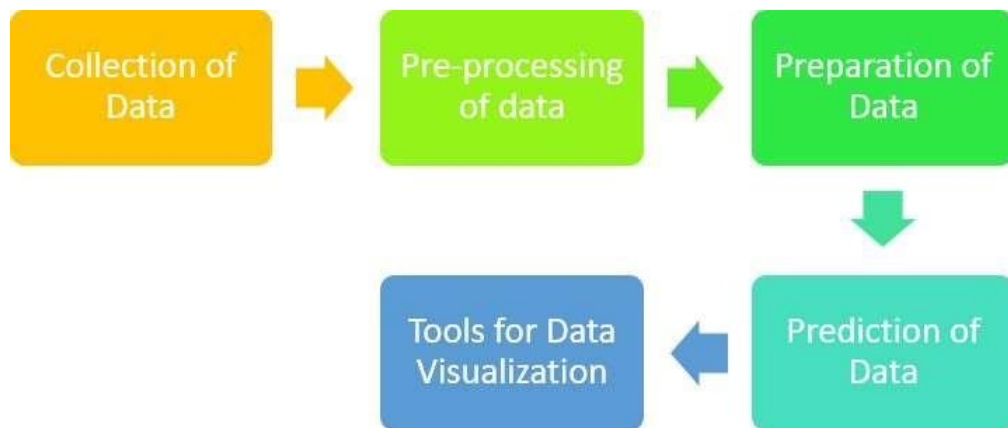 Collection of
Data
Pre-processing
of data
Preparation of
Data
Prediction of
Data
Tools for Data
Visualization